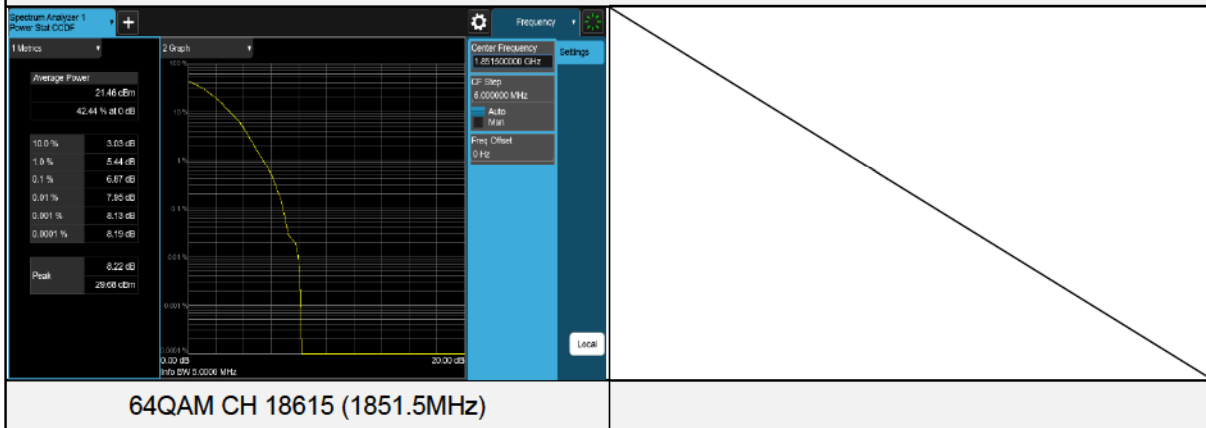 Spectrum Analyzer 1
Power Stat CCDF
+
Frequency
1 Metrics
2 Graph
Center Frequency
1.851500000 GHz
Settings
Average Power
21.46 dBm
42.44 % at 0 dB
CF Step
5.000000 MHz
Auto
Man
Freq Offset
0 Hz
10.0 % 3.03 dB
1.0 % 5.44 dB
0.1 % 6.87 dB
0.01 % 7.95 dB
0.001 % 8.13 dB
0.0001 % 8.19 dB
Peak
8.22 dB
29.68 dBm
100 %
10 %
1 %
0.1 %
0.01 %
0.001 %
0.0001 %
0.00 dB 20.00 dB
Info BW 5.0000 MHz
Local
64QAM CH 18615 (1851.5MHz)